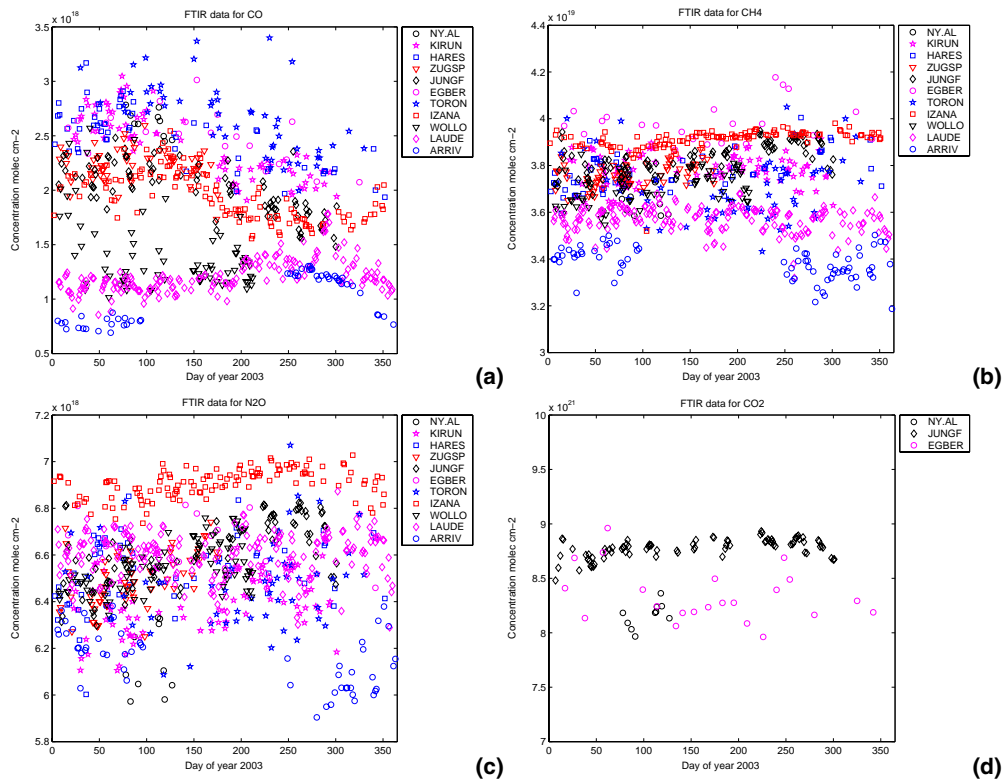 FTIR data for CO
x 10^18
3.5
3
2.5
2
1.5
1
0.5
Concentration molec cm−2
0 50 100 150 200 250 300 350
Day of year 2003
NY.AL
KIRUN
HARES
ZUGSP
JUNGF
EGBER
TORON
IZANA
WOLLO
LAUDE
ARRIV
(a)
FTIR data for CH4
x 10^19
4.4
4.2
4
3.8
3.6
3.4
3.2
3
Concentration molec cm−2
0 50 100 150 200 250 300 350
Day of year 2003
NY.AL
KIRUN
HARES
ZUGSP
JUNGF
EGBER
TORON
IZANA
WOLLO
LAUDE
ARRIV
(b)
FTIR data for N2O
x 10^18
7.2
7
6.8
6.6
6.4
6.2
6
5.8
Concentration molec cm−2
0 50 100 150 200 250 300 350
Day of year 2003
NY.AL
KIRUN
HARES
ZUGSP
JUNGF
EGBER
TORON
IZANA
WOLLO
LAUDE
ARRIV
(c)
FTIR data for CO2
x 10^21
10
9.5
9
8.5
8
7.5
7
Concentration molec cm−2
0 50 100 150 200 250 300 350
Day of year 2003
NY.AL
JUNGF
EGBER
(d)